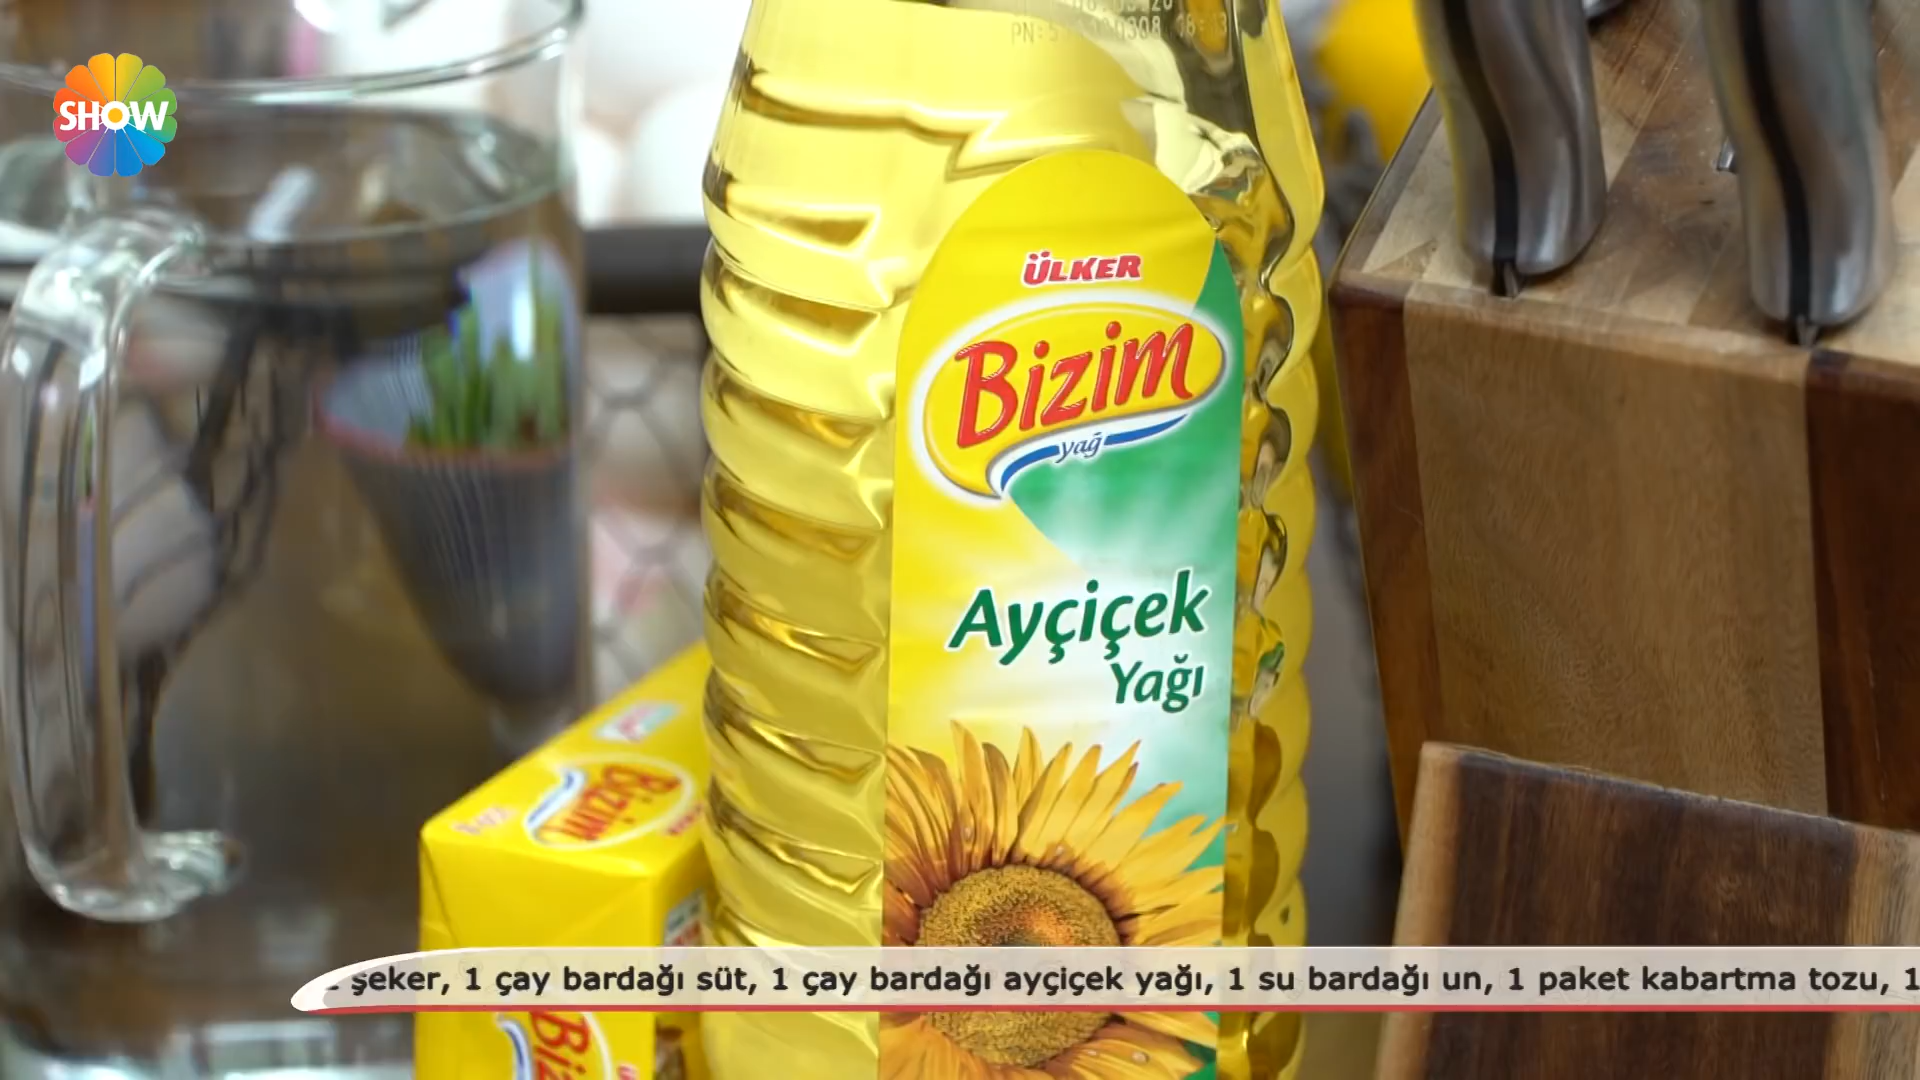 SHOW
ÜLKER
Bizim
yağ
Ayçiçek
Yağı
Bizim
şeker, 1 çay bardağı süt, 1 çay bardağı ayçiçek yağı, 1 su bardağı un, 1 paket kabartma tozu, 1